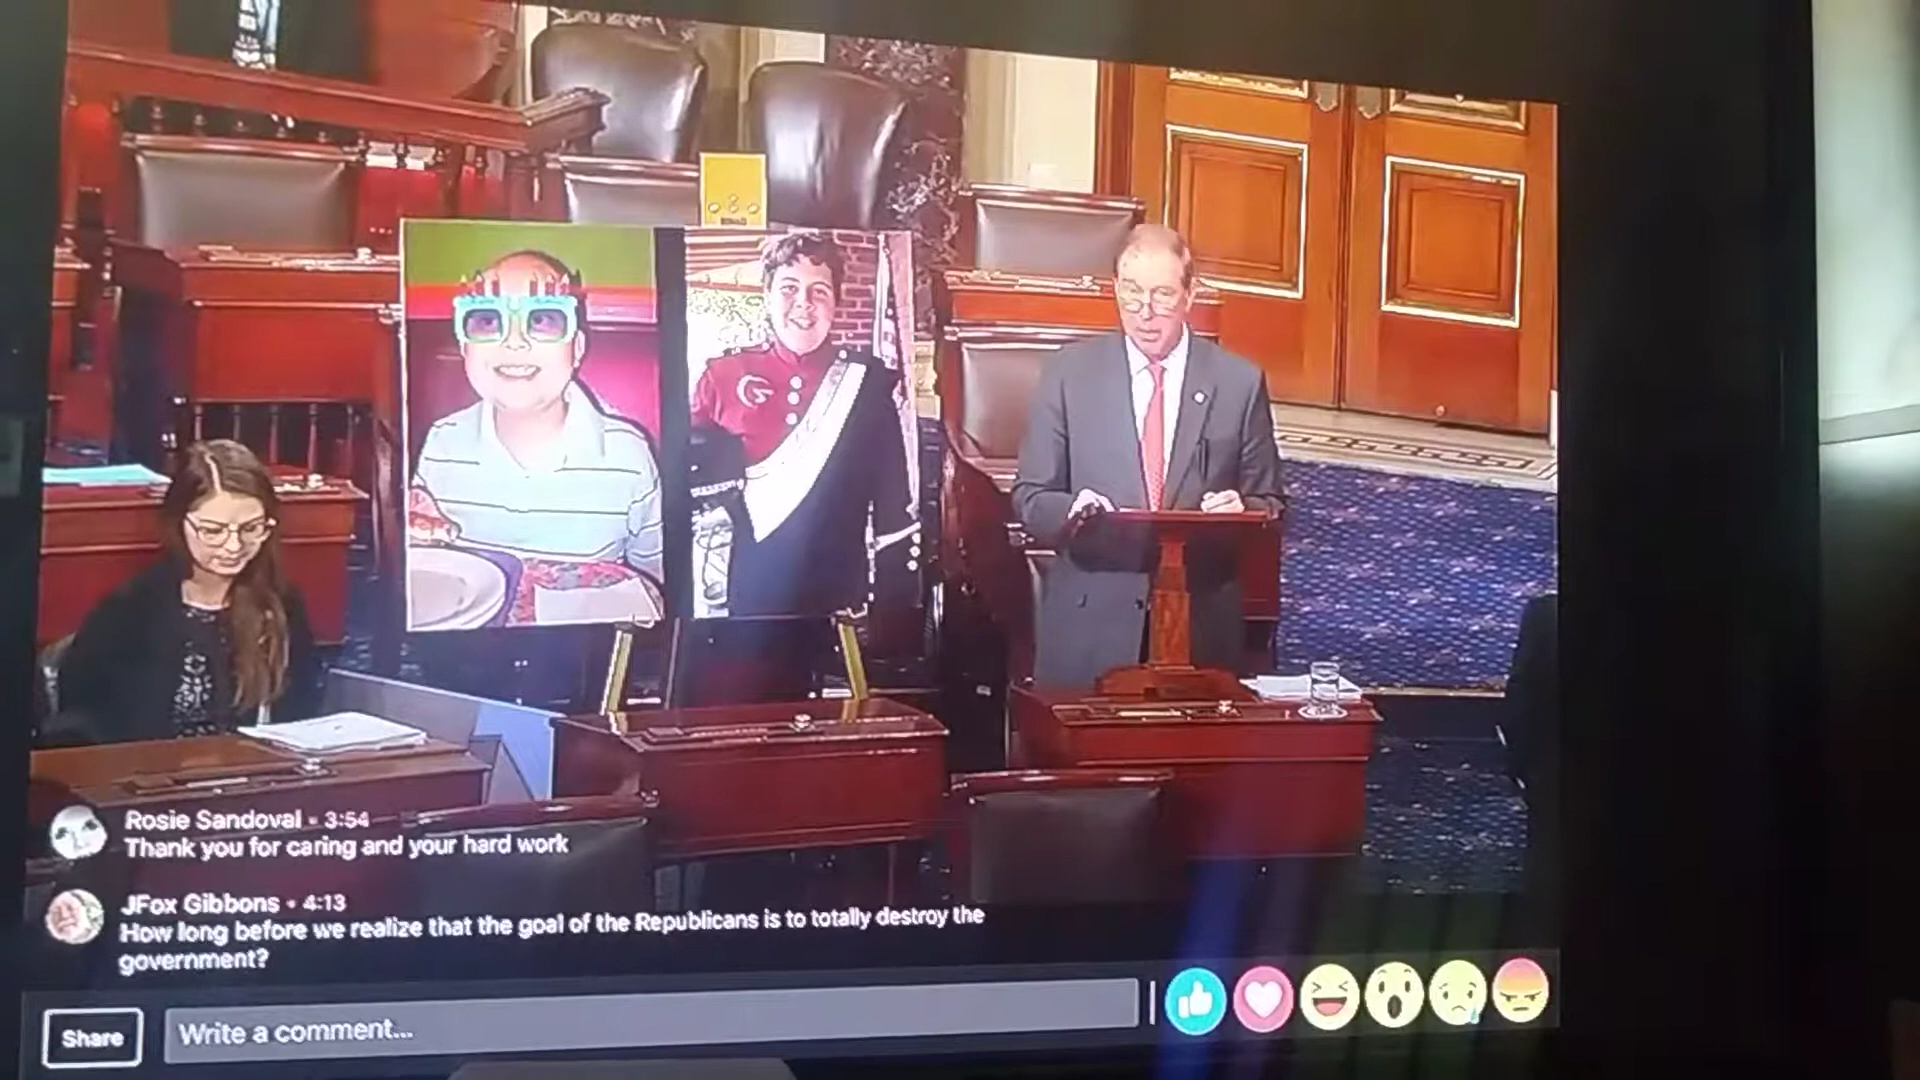 Rosie Sandoval • 3:54
Thank you for caring and your hard work
JFox Gibbons • 4:13
How long before we realize that the goal of the Republicans is to totally destroy the
government?
Share
Write a comment...